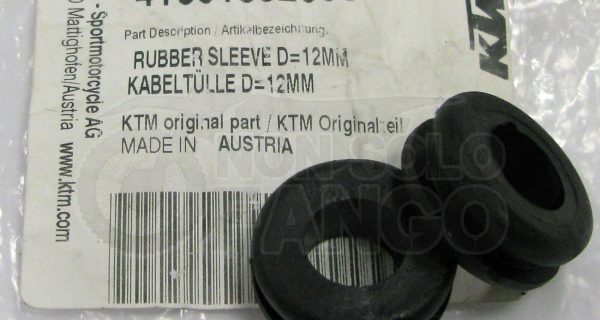 Part Description / Artikelbezeichnung
RUBBER SLEEVE D=12MM
KABELTÜLLE D=12MM
KTM original part / KTM Originalteil
MADE IN AUSTRIA
- Sportmotorcycle AG
Mattighofen/Austria
www.ktm.com
KTM
NON SOLO
FANGO